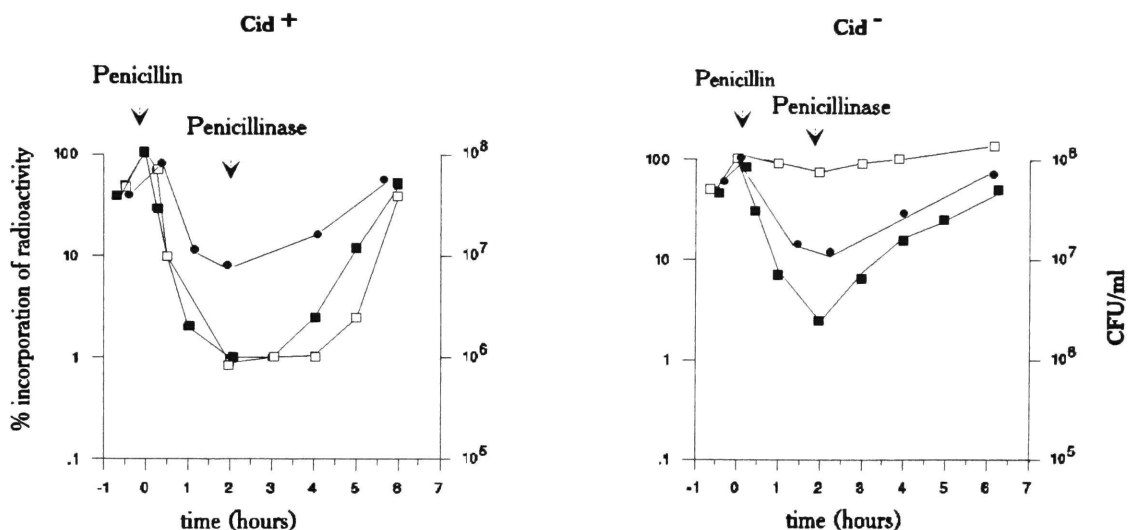 Cid +
Penicillin
Penicillinase
% incorporation of radioactivity
100
10
1
.1
10⁸
10⁷
10⁶
10⁵
-1 0 1 2 3 4 5 6 7
time (hours)
Cid -
Penicillin
Penicillinase
100
10
1
.1
10⁸
10⁷
10⁶
10⁵
CFU/ml
-1 0 1 2 3 4 5 6 7
time (hours)